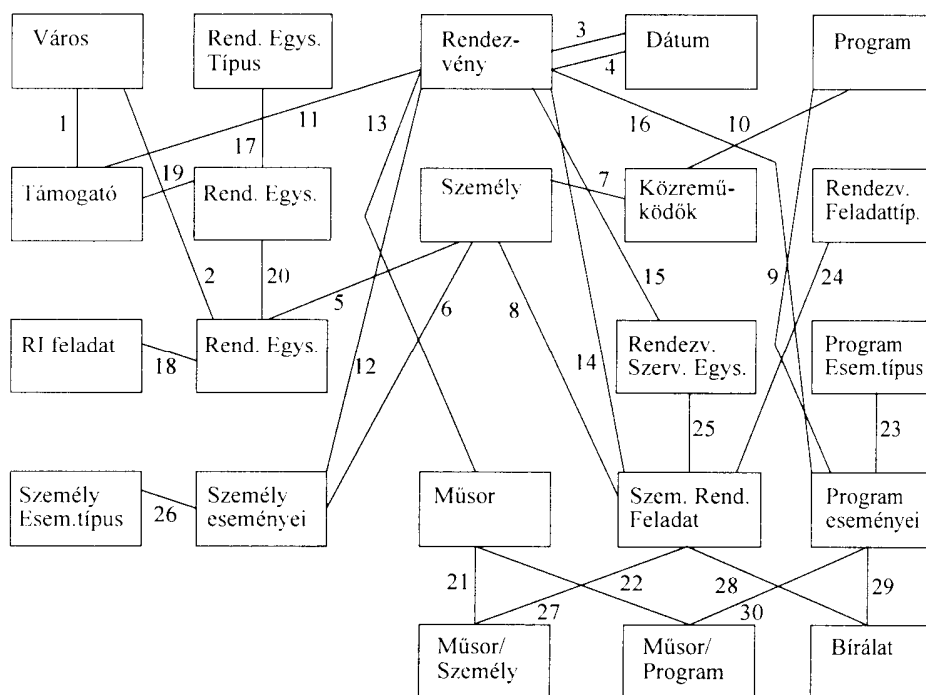 Város
Rend. Egys.
Típus
Rendez-
vény
3
4
Dátum
Program
1
11
13
16
10
17
19
Támogató
Rend. Egys.
Személy
7
Közremű-
ködők
Rendezv.
Feladattíp.
2
20
5
6
8
15
9
24
RI feladat
18
Rend. Egys.
12
14
Rendezv.
Szerv. Egys.
Program
Esem.típus
25
23
Személy
Esem.típus
26
Személy
eseményei
Műsor
Szem. Rend.
Feladat
Program
eseményei
21
22
28
29
27
30
Műsor/
Személy
Műsor/
Program
Bírálat